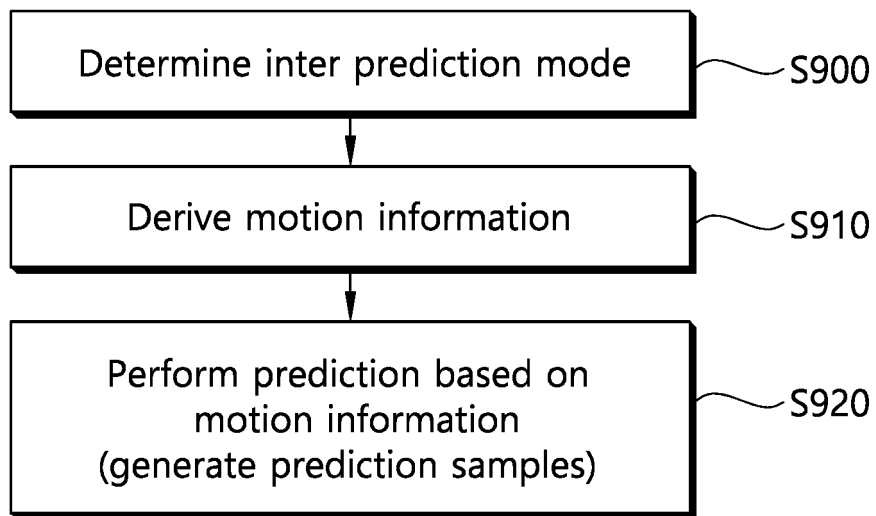 Determine inter prediction mode
S900
Derive motion information
S910
Perform prediction based on
motion information
(generate prediction samples)
S920